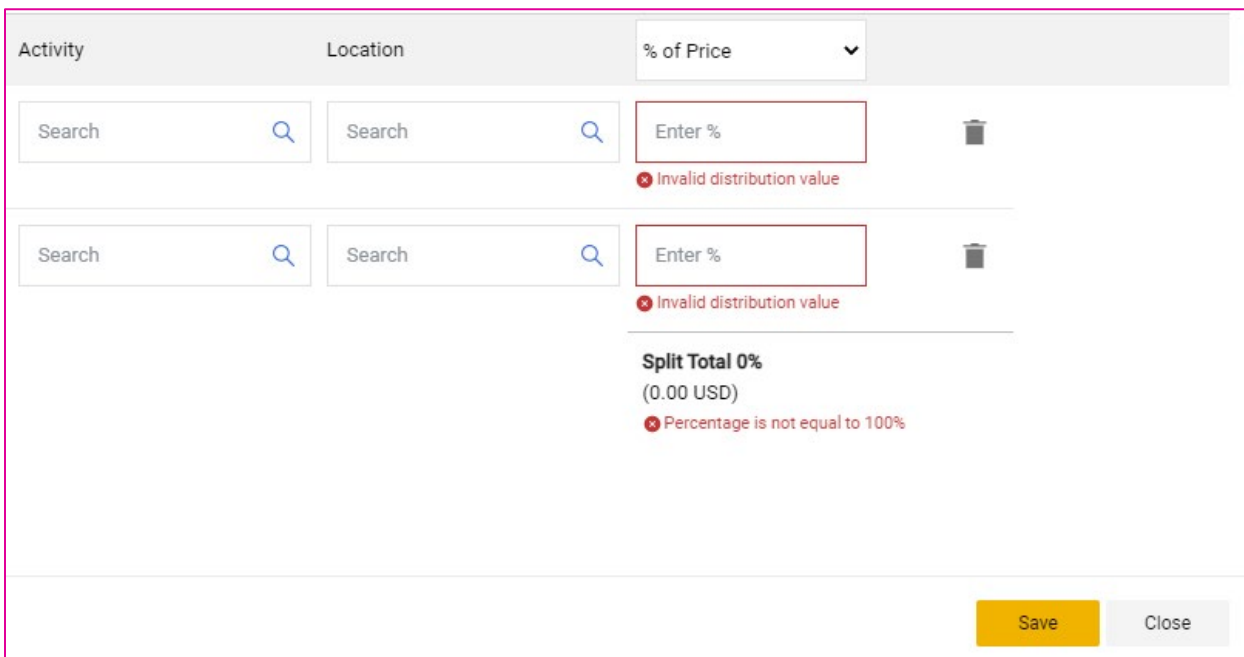 Activity Location % of Price
Search Search Enter %
Invalid distribution value
Search Search Enter %
Invalid distribution value
Split Total 0%
(0.00 USD)
Percentage is not equal to 100%
Save Close